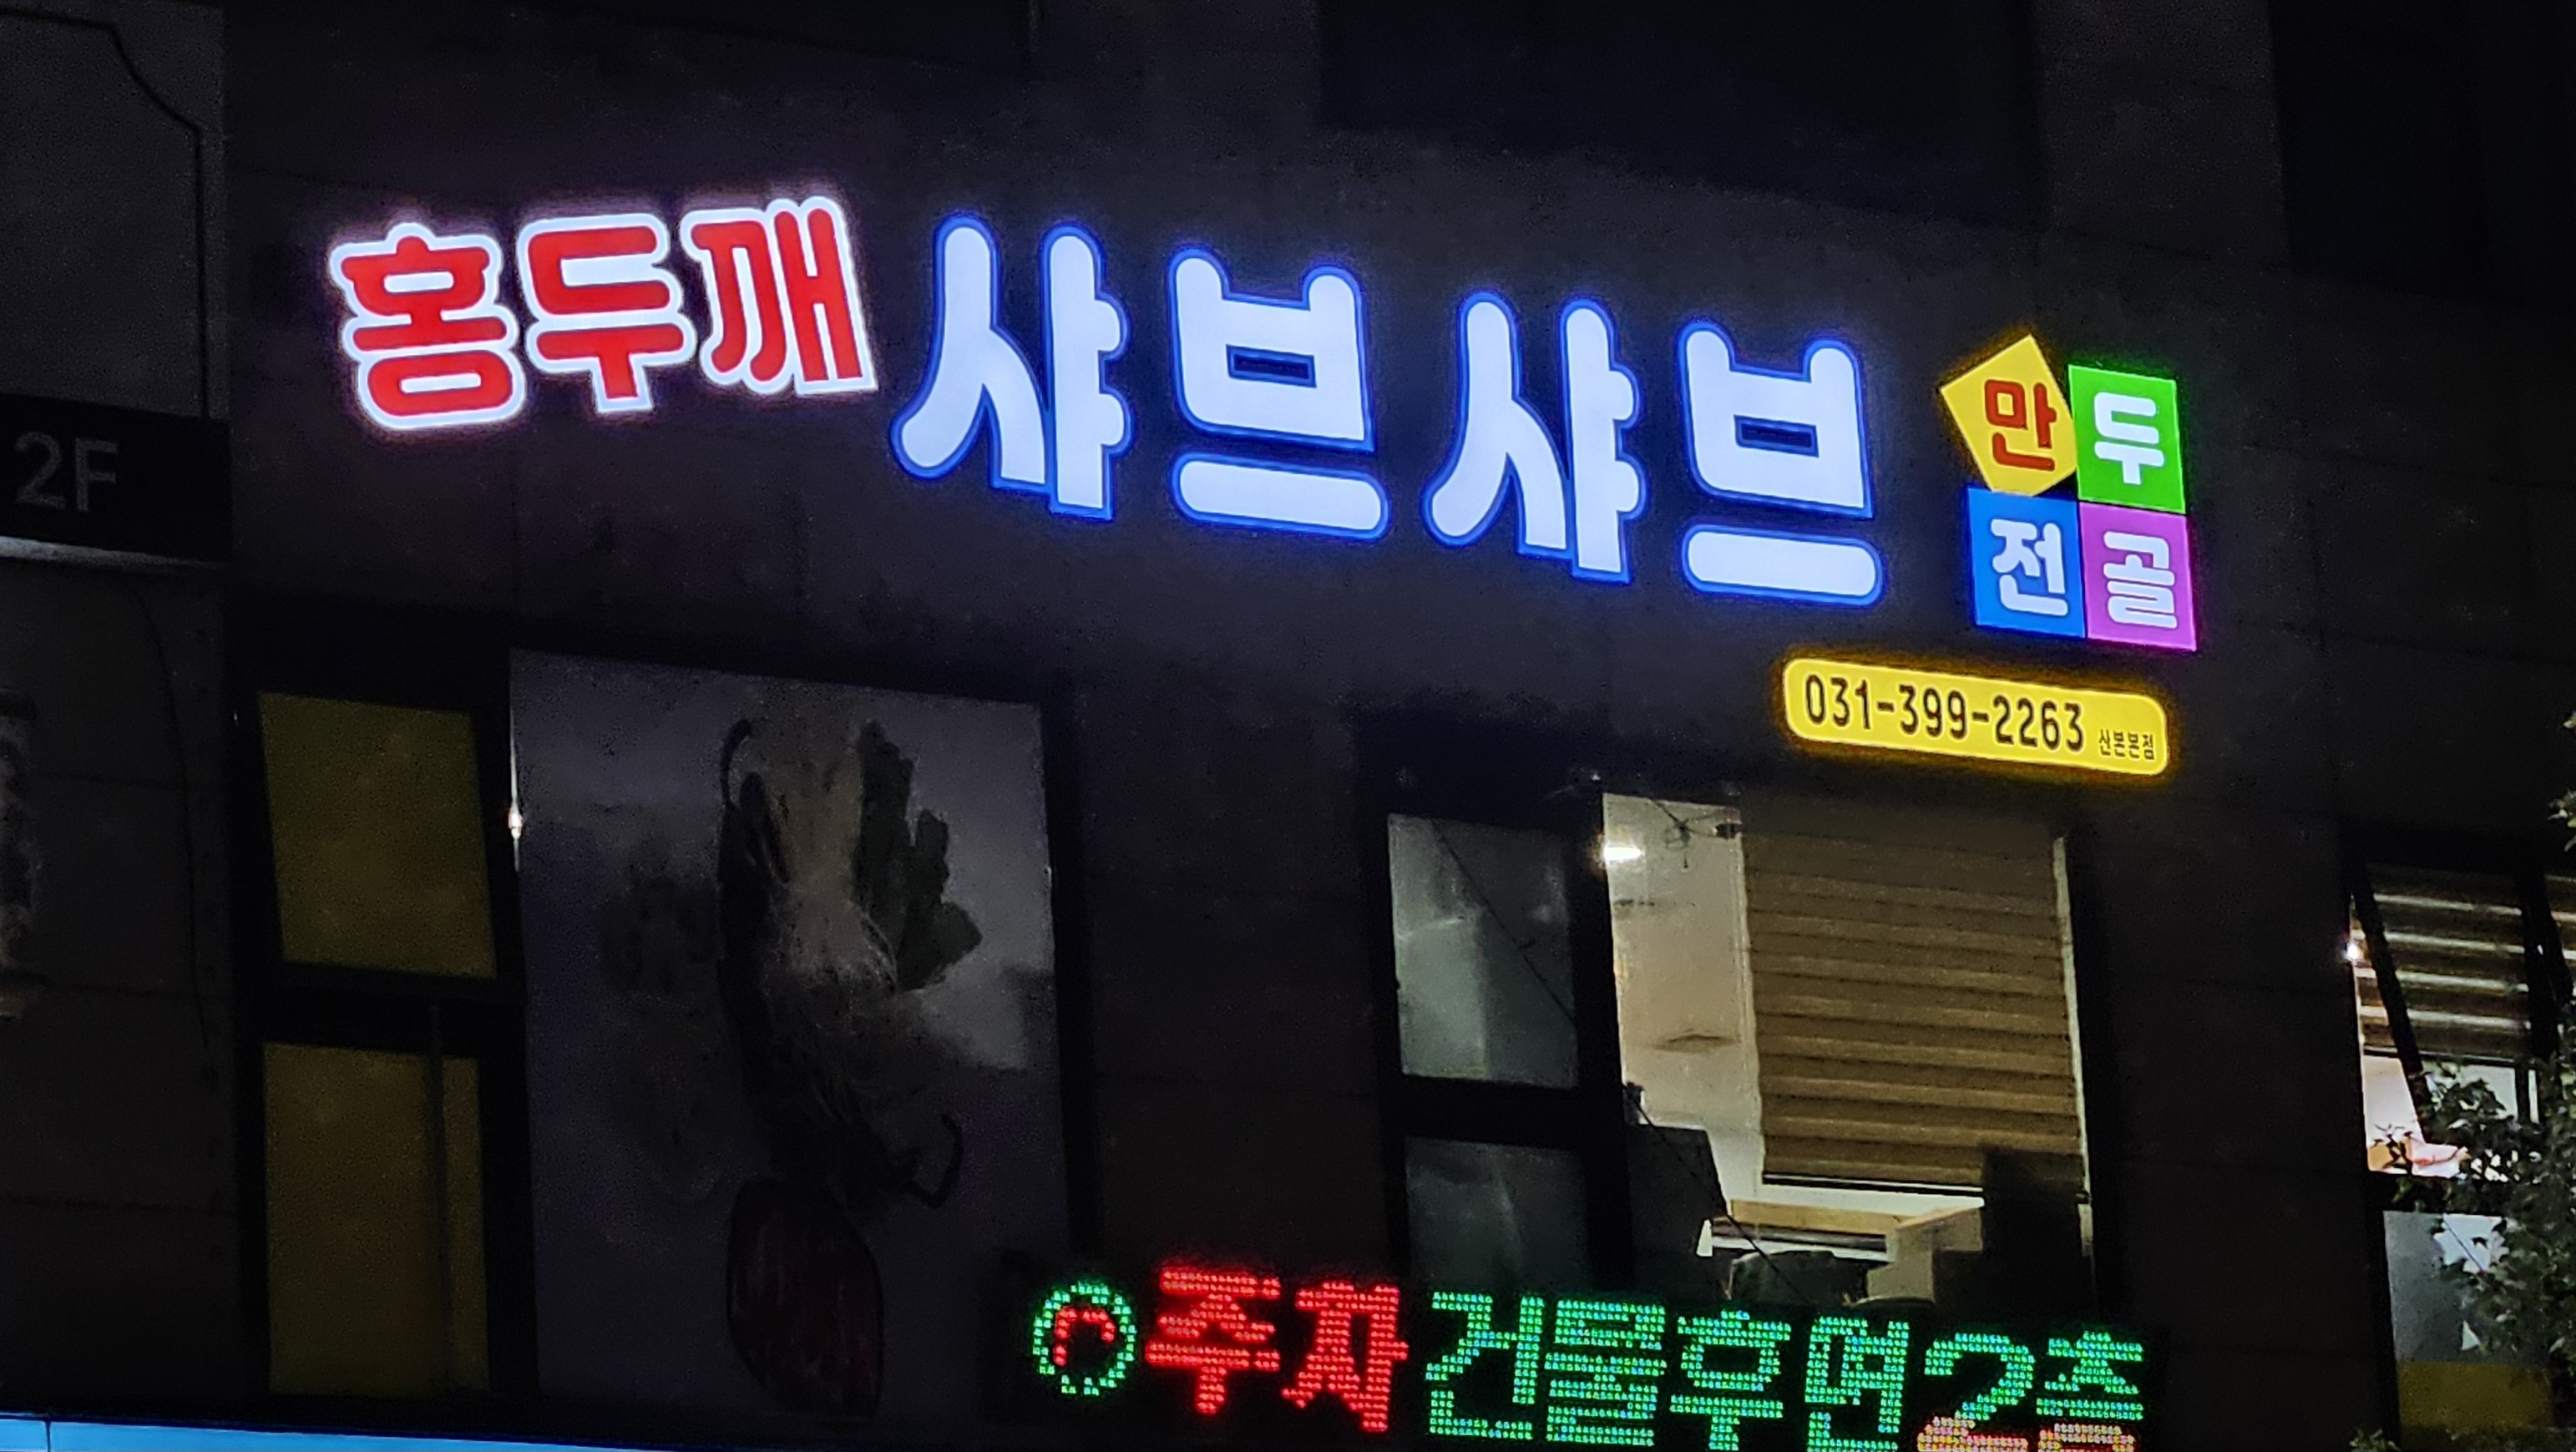 홍두깨 샤브샤브
만두
전골
031-399-2263 산본본점
2F
주차 건물후면2층